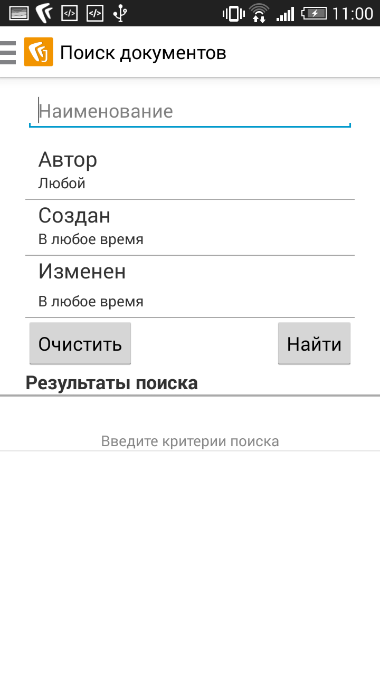 11:00
Поиск документов
Наименование
Автор
Любой
Создан
В любое время
Изменен
В любое время
Очистить Найти
Результаты поиска
Введите критерии поиска